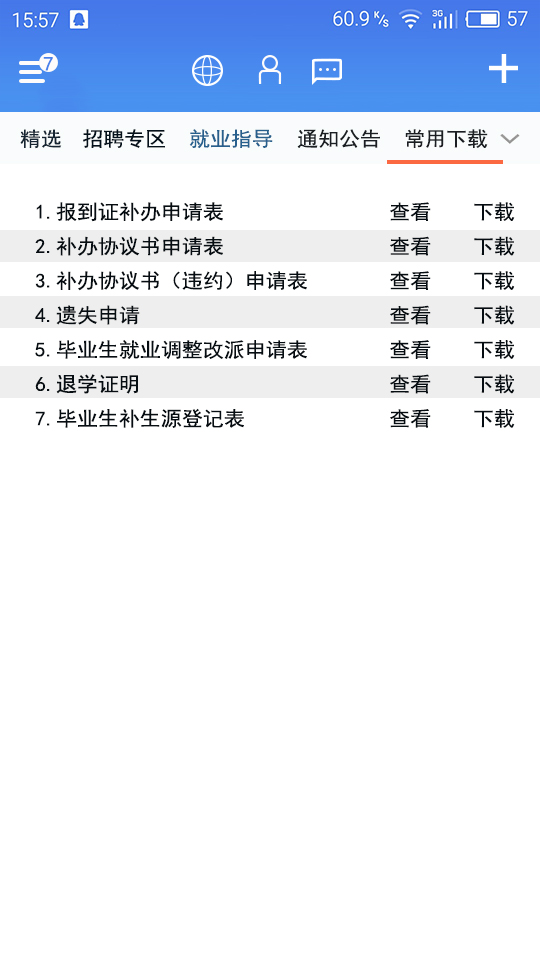 15:57 60.9 K/s 3G 57
7
精选 招聘专区 就业指导 通知公告 常用下载
1. 报到证补办申请表 查看 下载
2. 补办协议书申请表 查看 下载
3. 补办协议书（违约）申请表 查看 下载
4. 遗失申请 查看 下载
5. 毕业生就业调整改派申请表 查看 下载
6. 退学证明 查看 下载
7. 毕业生补生源登记表 查看 下载